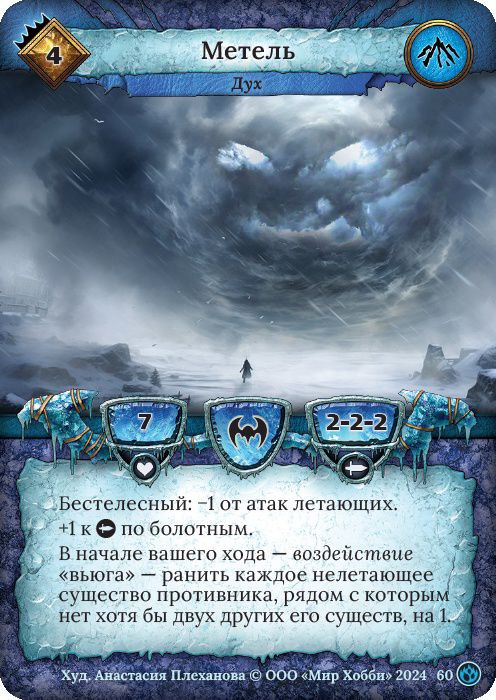 4
Метель
Дух
7
2-2-2
Бестелесный: −1 от атак летающих.
+1 к по болотным.
В начале вашего хода — воздействие
«вьюга» — ранить каждое нелетающее
существо противника, рядом с которым
нет хотя бы двух других его существ, на 1.
Худ. Анастасия Плеханова © ООО «Мир Хобби» 2024 60